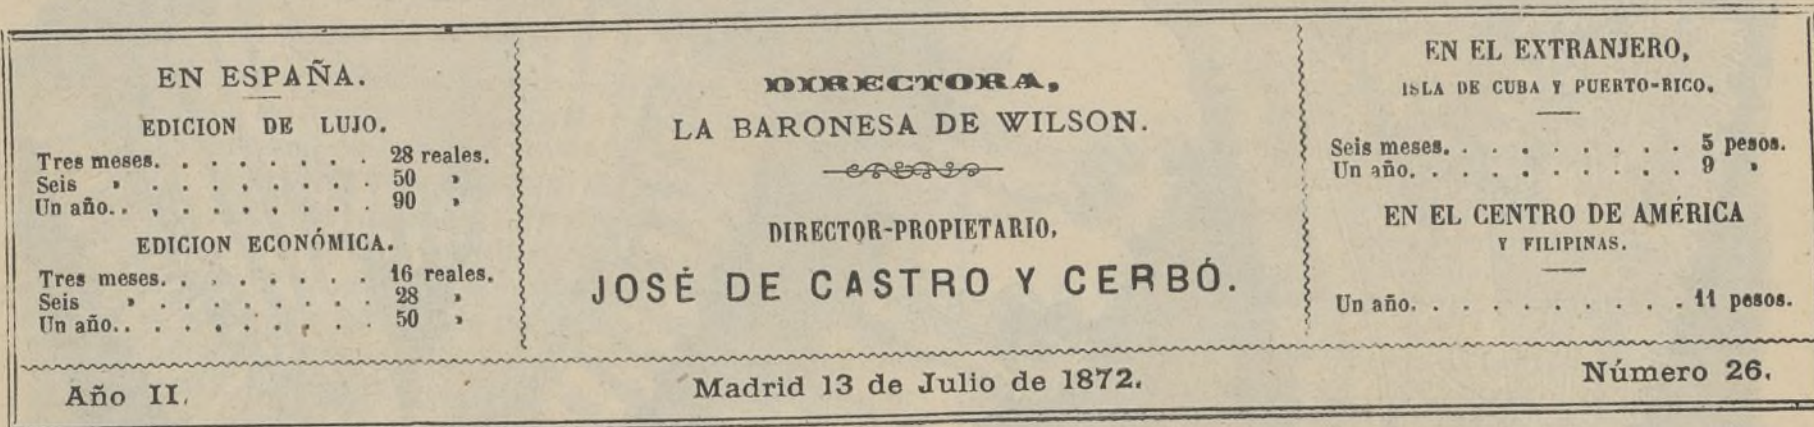 EN ESPAÑA.
EDICION DE LUJO.
Tres meses. . . . . . . . 28 reales.
Seis » . . . . . . . . 50 »
Un año. . . . . . . . . 90 »
EDICION ECONÓMICA.
Tres meses. . . . . . . . 16 reales.
Seis » . . . . . . . . 28 »
Un año. . . . . . . . . 50 »
DIRECTORA,
LA BARONESA DE WILSON.
DIRECTOR-PROPIETARIO,
JOSÉ DE CASTRO Y CERBÓ.
EN EL EXTRANJERO,
ISLA DE CUBA Y PUERTO-RICO.
Seis meses. . . . . . . . . 5 pesos.
Un año. . . . . . . . . . 9 »
EN EL CENTRO DE AMÉRICA
Y FILIPINAS.
Un año. . . . . . . . . . 11 pesos.
Año II.
Madrid 13 de Julio de 1872.
Número 26.